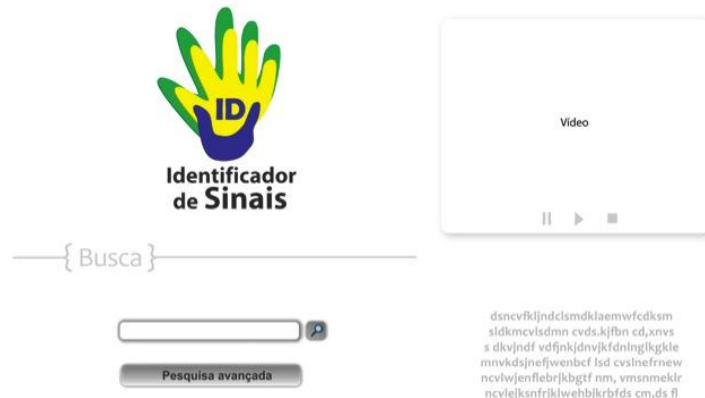 ID
Identificador
de Sinais
{ Busca }
Pesquisa avançada
Vídeo
dsncvfkljndclsmdklaemwfcdksm
sldkmcvlsdmn cvds.kjfbn cd,xnvs
s dkvjndf vdfjnkjdnvjkfdnlnglkgkle
mnvkdsjnefjwenbcf lsd cvslnefrnew
ncvlwjenflebrjkbgtf nm, vmsnmeklr
ncvlejksnfrjklwehbjkrbfds cm,ds fl